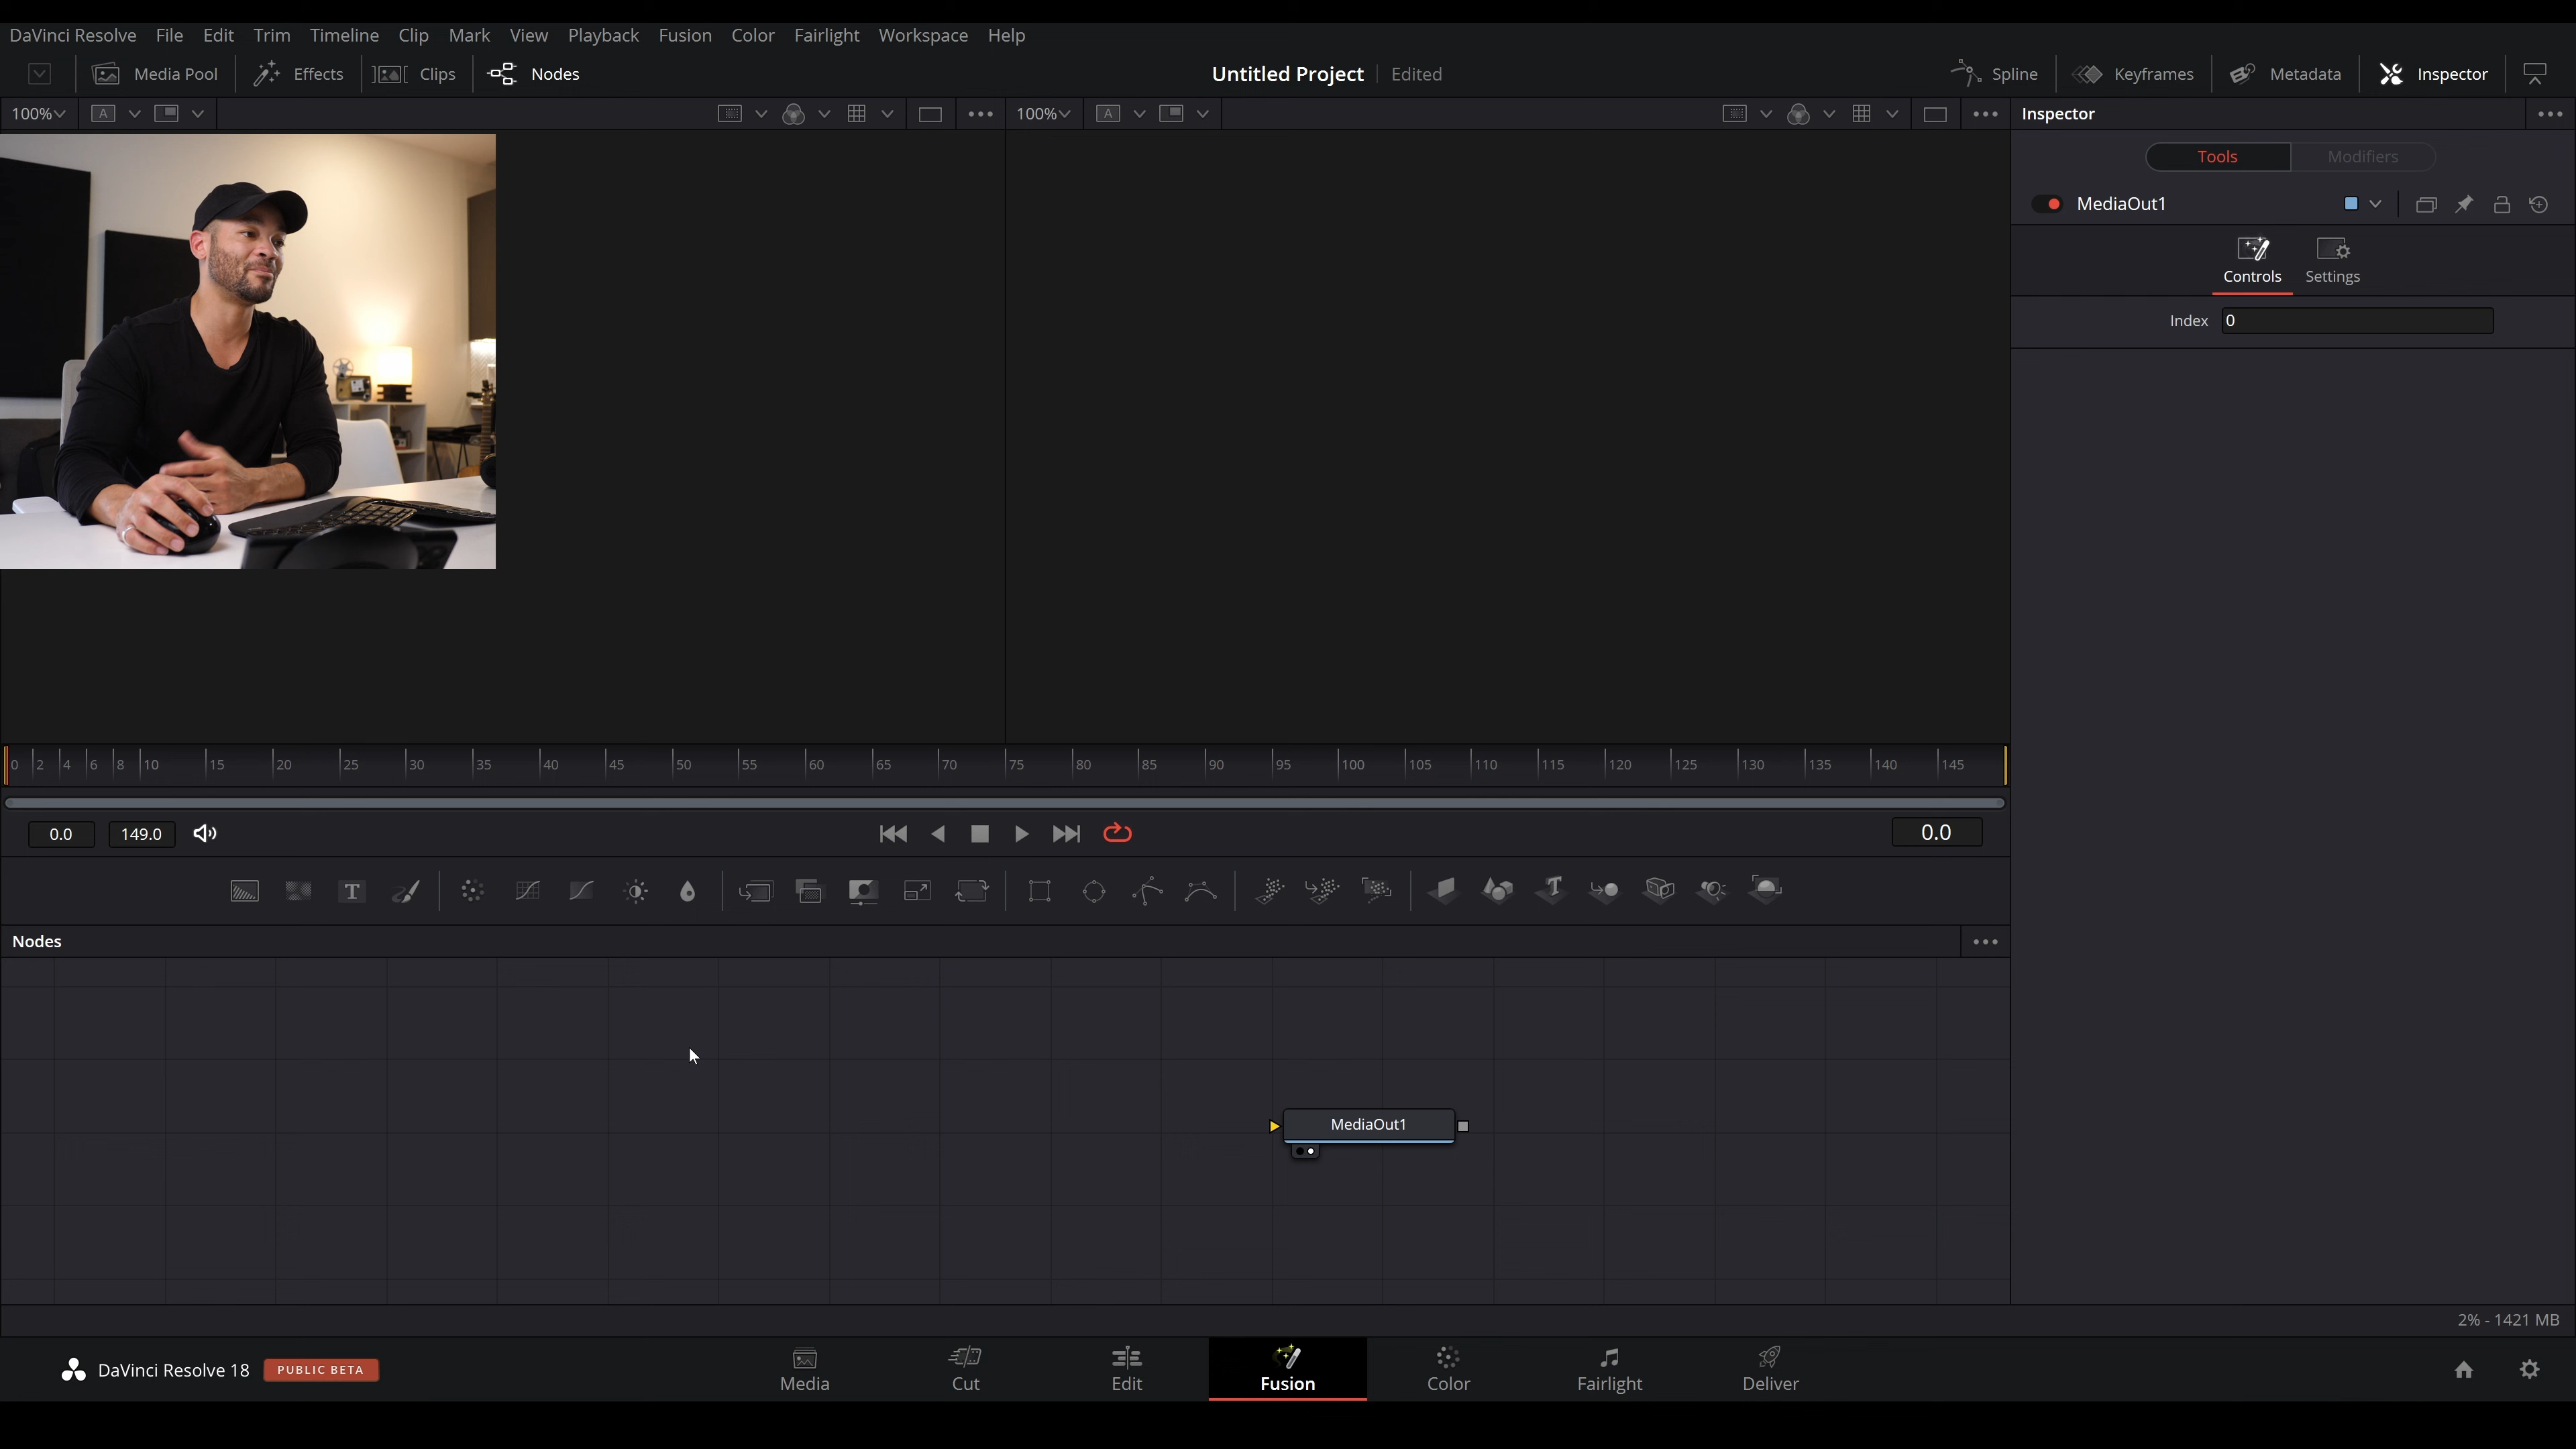 DaVinci Resolve File Edit Trim Timeline Clip Mark View Playback Fusion Color Fairlight Workspace Help
Media Pool Effects Clips Nodes Untitled Project Edited Spline Keyframes Metadata Inspector
100% A 100% A Inspector
Tools Modifiers
MediaOut1
Controls Settings
Index 0
0 2 4 6 8 10 15 20 25 30 35 40 45 50 55 60 65 70 75 80 85 90 95 100 105 110 115 120 125 130 135 140 145
0.0 149.0 0.0
T T
Nodes
MediaOut1
2% - 1421 MB
DaVinci Resolve 18 PUBLIC BETA Media Cut Edit Fusion Color Fairlight Deliver